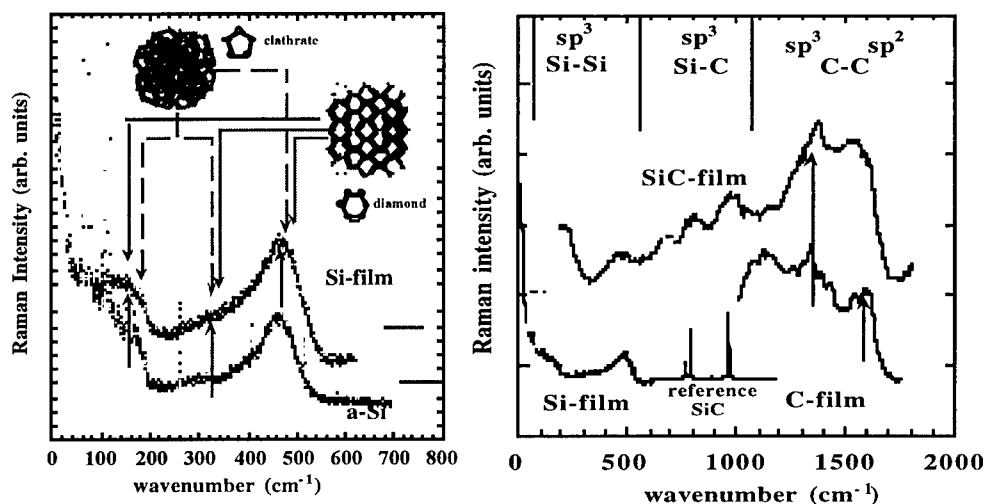 Raman Intensity (arb. units)
clathrate
diamond
Si-film
a-Si
0 100 200 300 400 500 600 700 800
wavenumber (cm-1)
Raman intensity (arb. units)
sp3
Si-Si
sp3
Si-C
sp3 sp2
C-C
SiC-film
Si-film
reference
SiC
C-film
0 500 1000 1500 2000
wavenumber (cm-1)